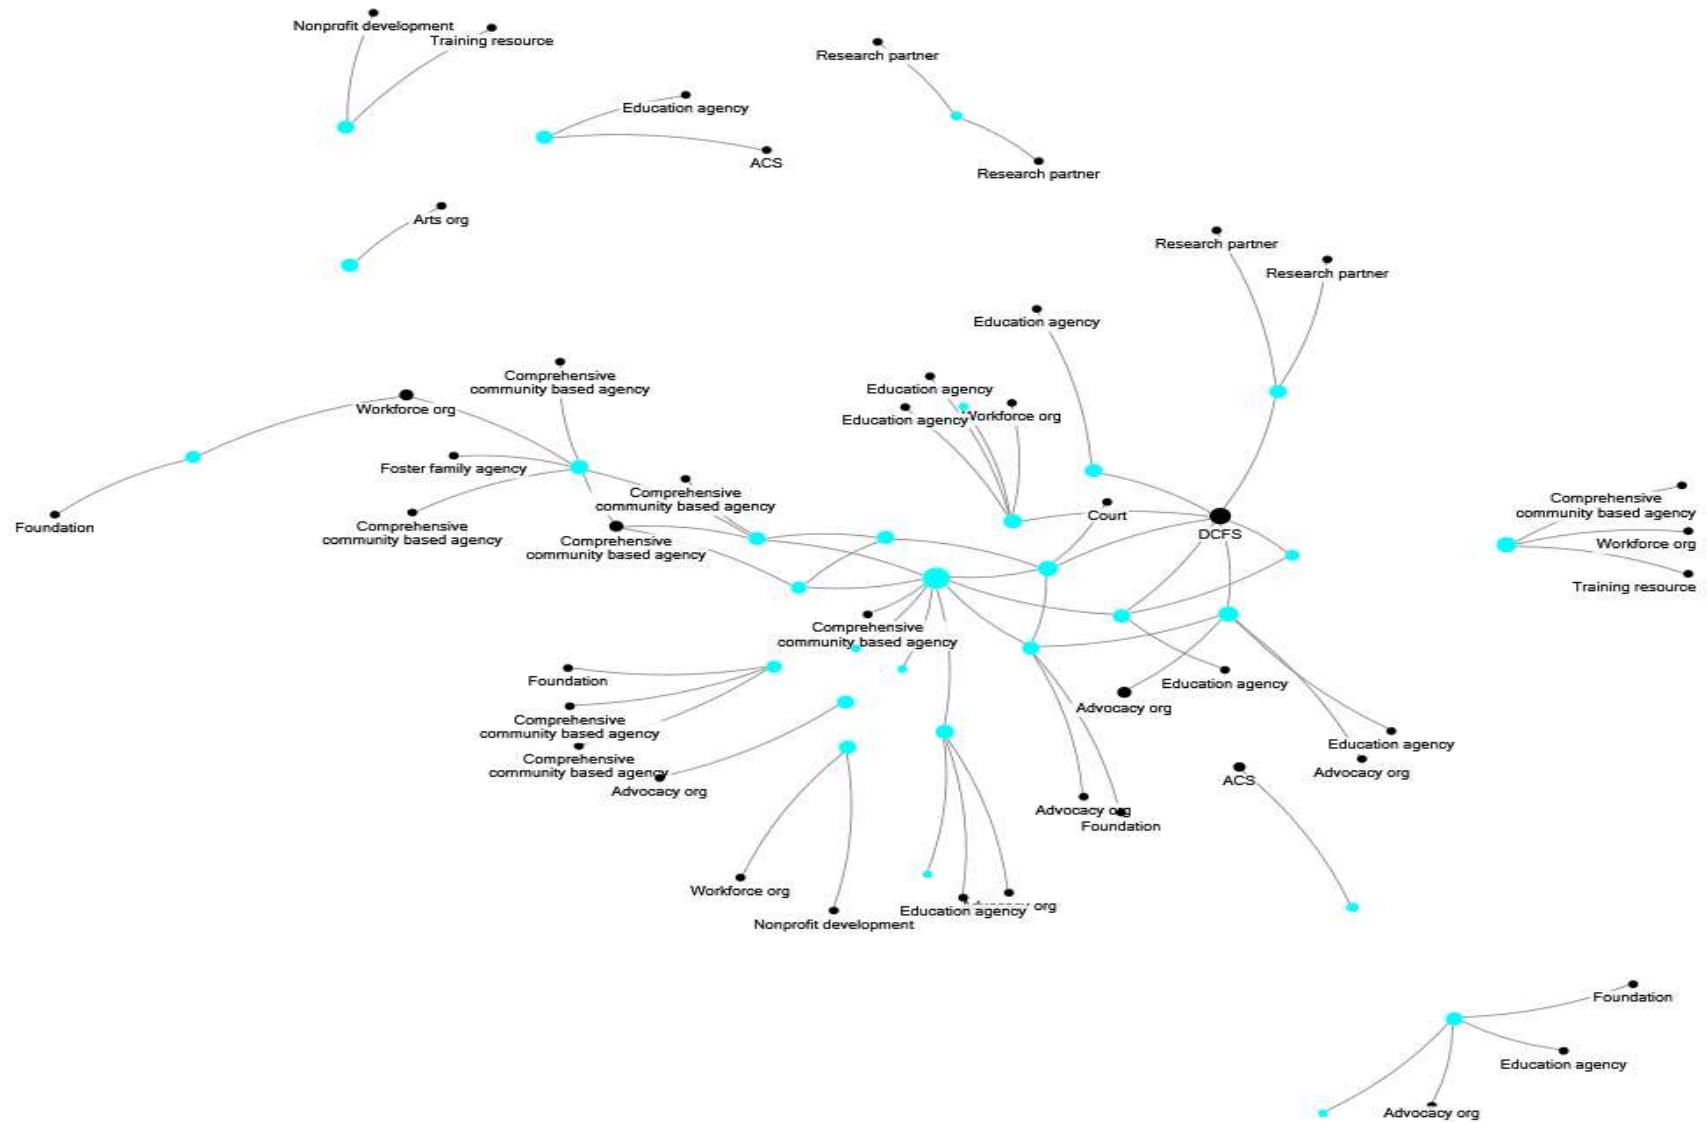 Nonprofit development
Training resource
Research partner
Education agency
ACS
Research partner
Arts org
Research partner
Research partner
Education agency
Comprehensive
community based agency
Education agency
Workforce org
Education agency
Workforce org
Foster family agency
Comprehensive
community based agency
Comprehensive
community based agency
Court
Foundation
Comprehensive
community based agency
DCFS
Comprehensive
community based agency
Workforce org
Training resource
Comprehensive
community based agency
Comprehensive
community based agency
Foundation
Education agency
Advocacy org
Comprehensive
community based agency
Education agency
Comprehensive
community based agency
Advocacy org
ACS
Advocacy org
Advocacy org
Foundation
Workforce org
Education agency
org
Nonprofit development
Foundation
Education agency
Advocacy org